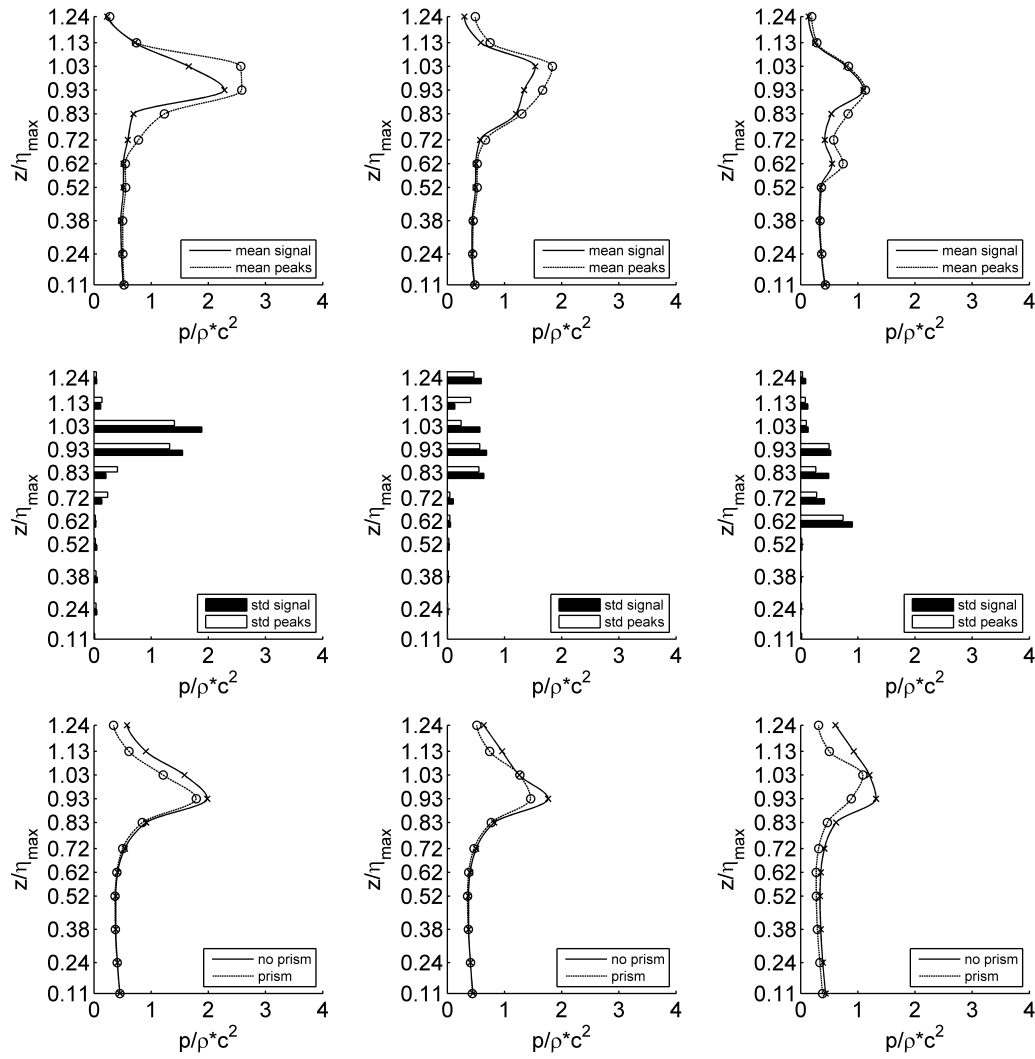 1.24
1.13
1.03
0.93
0.83
0.72
0.62
0.52
0.38
0.24
0.11
z/η_max
mean signal
mean peaks
0 1 2 3 4
p/ρ*c^2
1.24
1.13
1.03
0.93
0.83
0.72
0.62
0.52
0.38
0.24
0.11
z/η_max
mean signal
mean peaks
0 1 2 3 4
p/ρ*c^2
1.24
1.13
1.03
0.93
0.83
0.72
0.62
0.52
0.38
0.24
0.11
z/η_max
mean signal
mean peaks
0 1 2 3 4
p/ρ*c^2
1.24
1.13
1.03
0.93
0.83
0.72
0.62
0.52
0.38
0.24
0.11
z/η_max
std signal
std peaks
0 1 2 3 4
p/ρ*c^2
1.24
1.13
1.03
0.93
0.83
0.72
0.62
0.52
0.38
0.24
0.11
z/η_max
std signal
std peaks
0 1 2 3 4
p/ρ*c^2
1.24
1.13
1.03
0.93
0.83
0.72
0.62
0.52
0.38
0.24
0.11
z/η_max
std signal
std peaks
0 1 2 3 4
p/ρ*c^2
1.24
1.13
1.03
0.93
0.83
0.72
0.62
0.52
0.38
0.24
0.11
z/η_max
no prism
prism
0 1 2 3 4
p/ρ*c^2
1.24
1.13
1.03
0.93
0.83
0.72
0.62
0.52
0.38
0.24
0.11
z/η_max
no prism
prism
0 1 2 3 4
p/ρ*c^2
1.24
1.13
1.03
0.93
0.83
0.72
0.62
0.52
0.38
0.24
0.11
z/η_max
no prism
prism
0 1 2 3 4
p/ρ*c^2